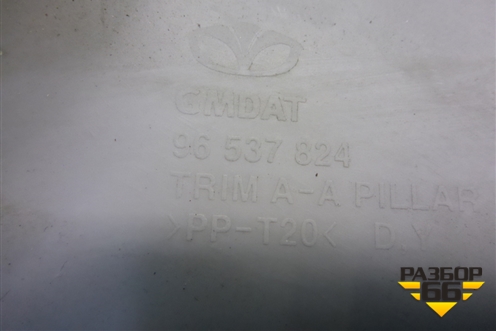 GMDAT
96 537 824
TRIM A-A PILLAR
>PP-T20< D.Y
РАЗБОР
66